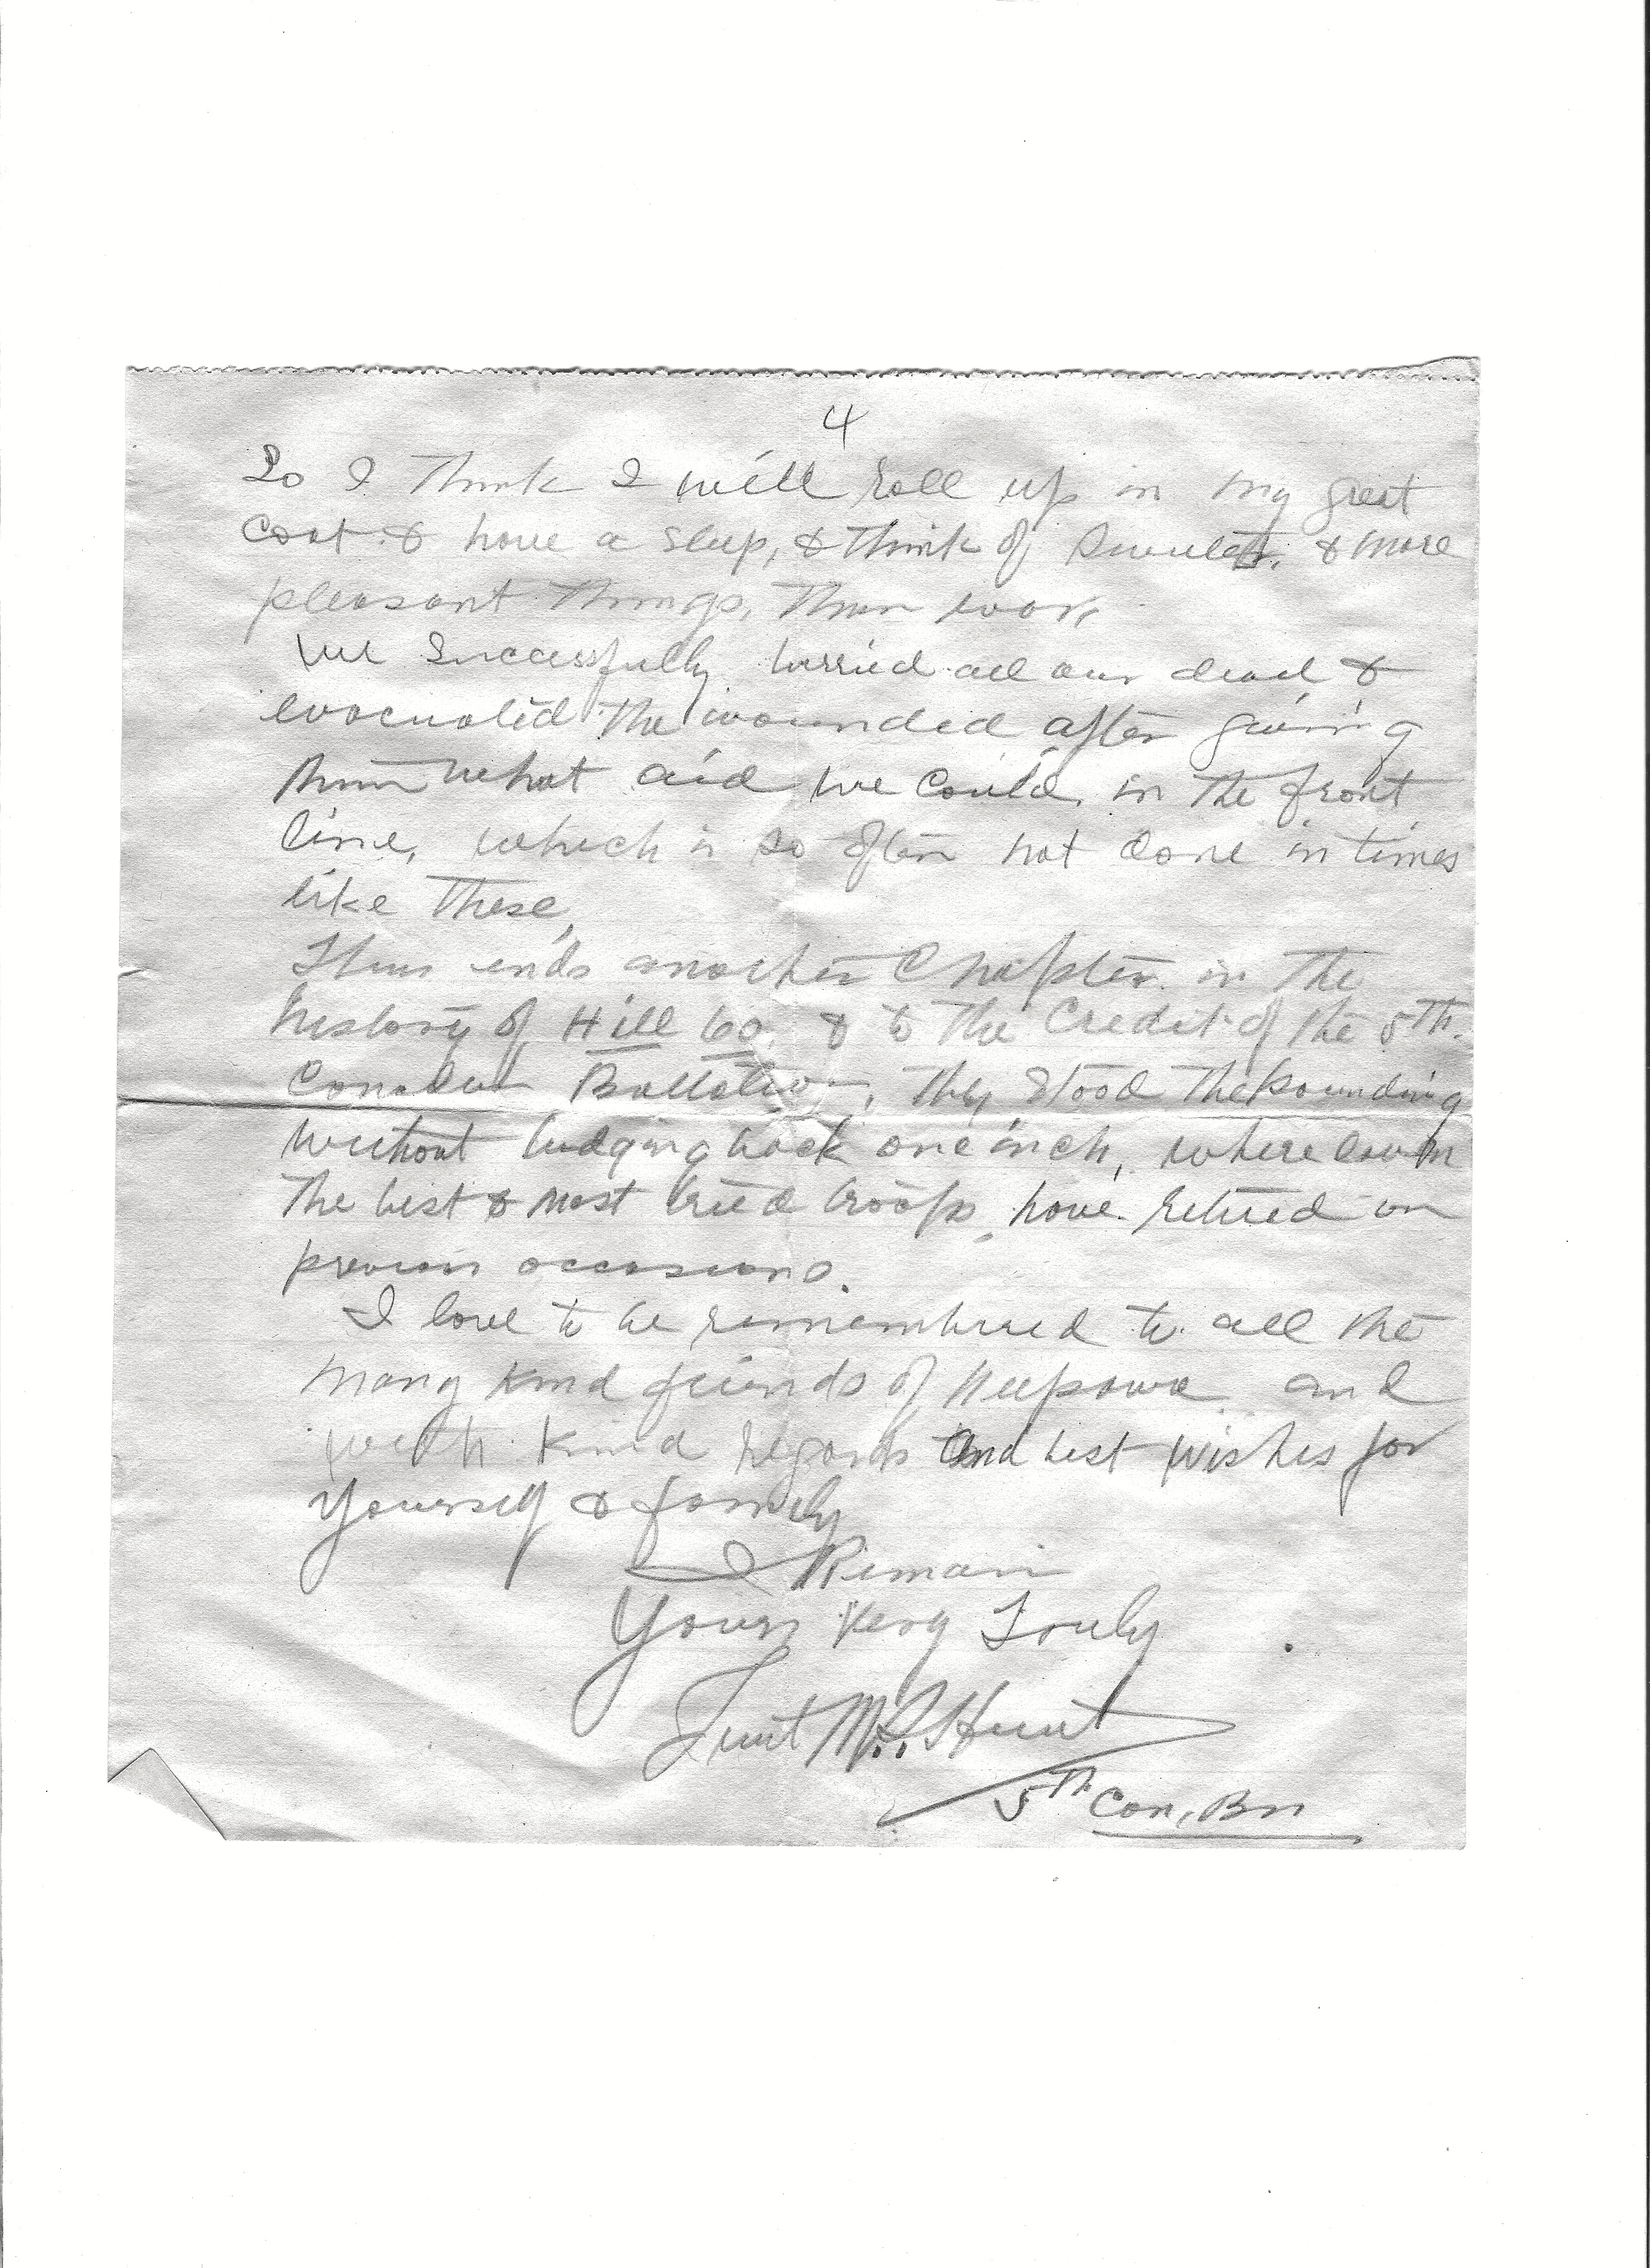 4
So I think I will roll up in my great
coat & have a sleep, & think of & more
pleasant things, than war,
We successfully burried all our dead &
evacuated the wounded after giving
them what aid we could, in the front
line, which is so often not done in times
like these,
Thus ends another Chapter in the
history of Hill 60 & to the Credit of the 5th.
Canadian Battalion, they stood the pounding
without budging back one inch, where even
the best & most tried troops have retired on
previous occasions.
I love to be remembered to all the
many kind friends of Neepawa and
with kind regards and best wishes for
yourself & family
I Remain
Yours Very Truly
M. Hunt
5th Can, Bn